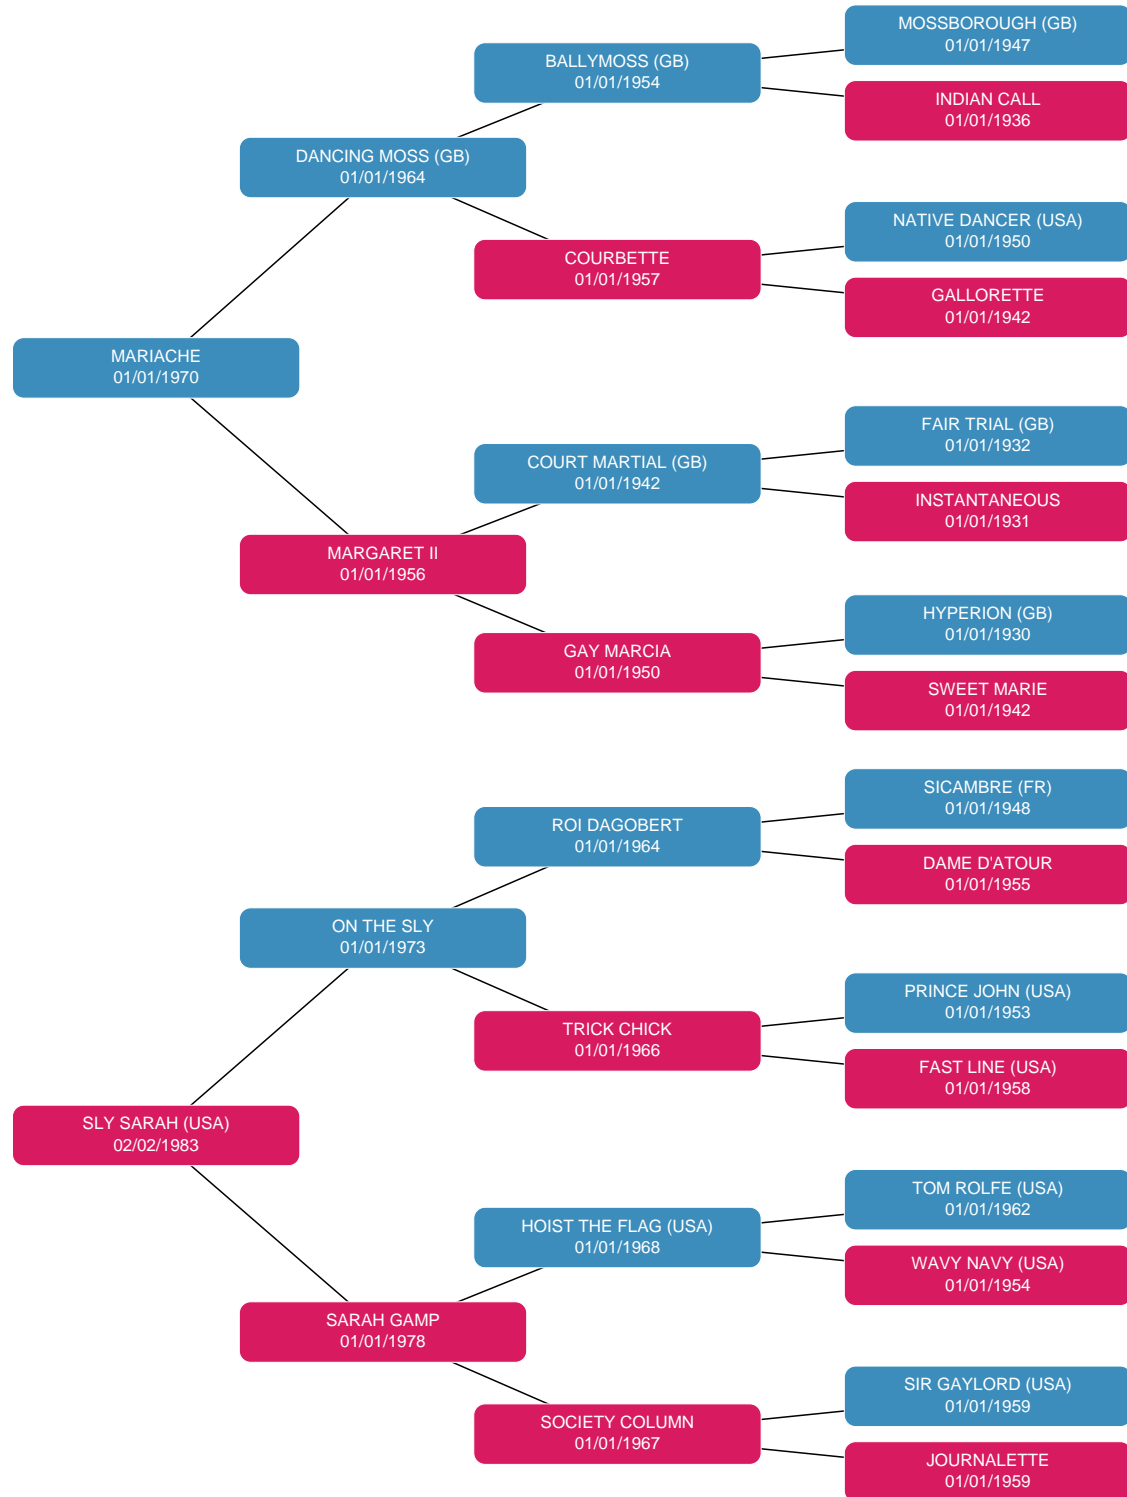 MOSSBOROUGH (GB)
01/01/1947
BALLYMOSS (GB)
01/01/1954
INDIAN CALL
01/01/1936
DANCING MOSS (GB)
01/01/1964
NATIVE DANCER (USA)
01/01/1950
COURBETTE
01/01/1957
GALLORETTE
01/01/1942
MARIACHE
01/01/1970
FAIR TRIAL (GB)
01/01/1932
COURT MARTIAL (GB)
01/01/1942
INSTANTANEOUS
01/01/1931
MARGARET II
01/01/1956
HYPERION (GB)
01/01/1930
GAY MARCIA
01/01/1950
SWEET MARIE
01/01/1942
SICAMBRE (FR)
01/01/1948
ROI DAGOBERT
01/01/1964
DAME D'ATOUR
01/01/1955
ON THE SLY
01/01/1973
PRINCE JOHN (USA)
01/01/1953
TRICK CHICK
01/01/1966
FAST LINE (USA)
01/01/1958
SLY SARAH (USA)
02/02/1983
TOM ROLFE (USA)
01/01/1962
HOIST THE FLAG (USA)
01/01/1968
WAVY NAVY (USA)
01/01/1954
SARAH GAMP
01/01/1978
SIR GAYLORD (USA)
01/01/1959
SOCIETY COLUMN
01/01/1967
JOURNALETTE
01/01/1959